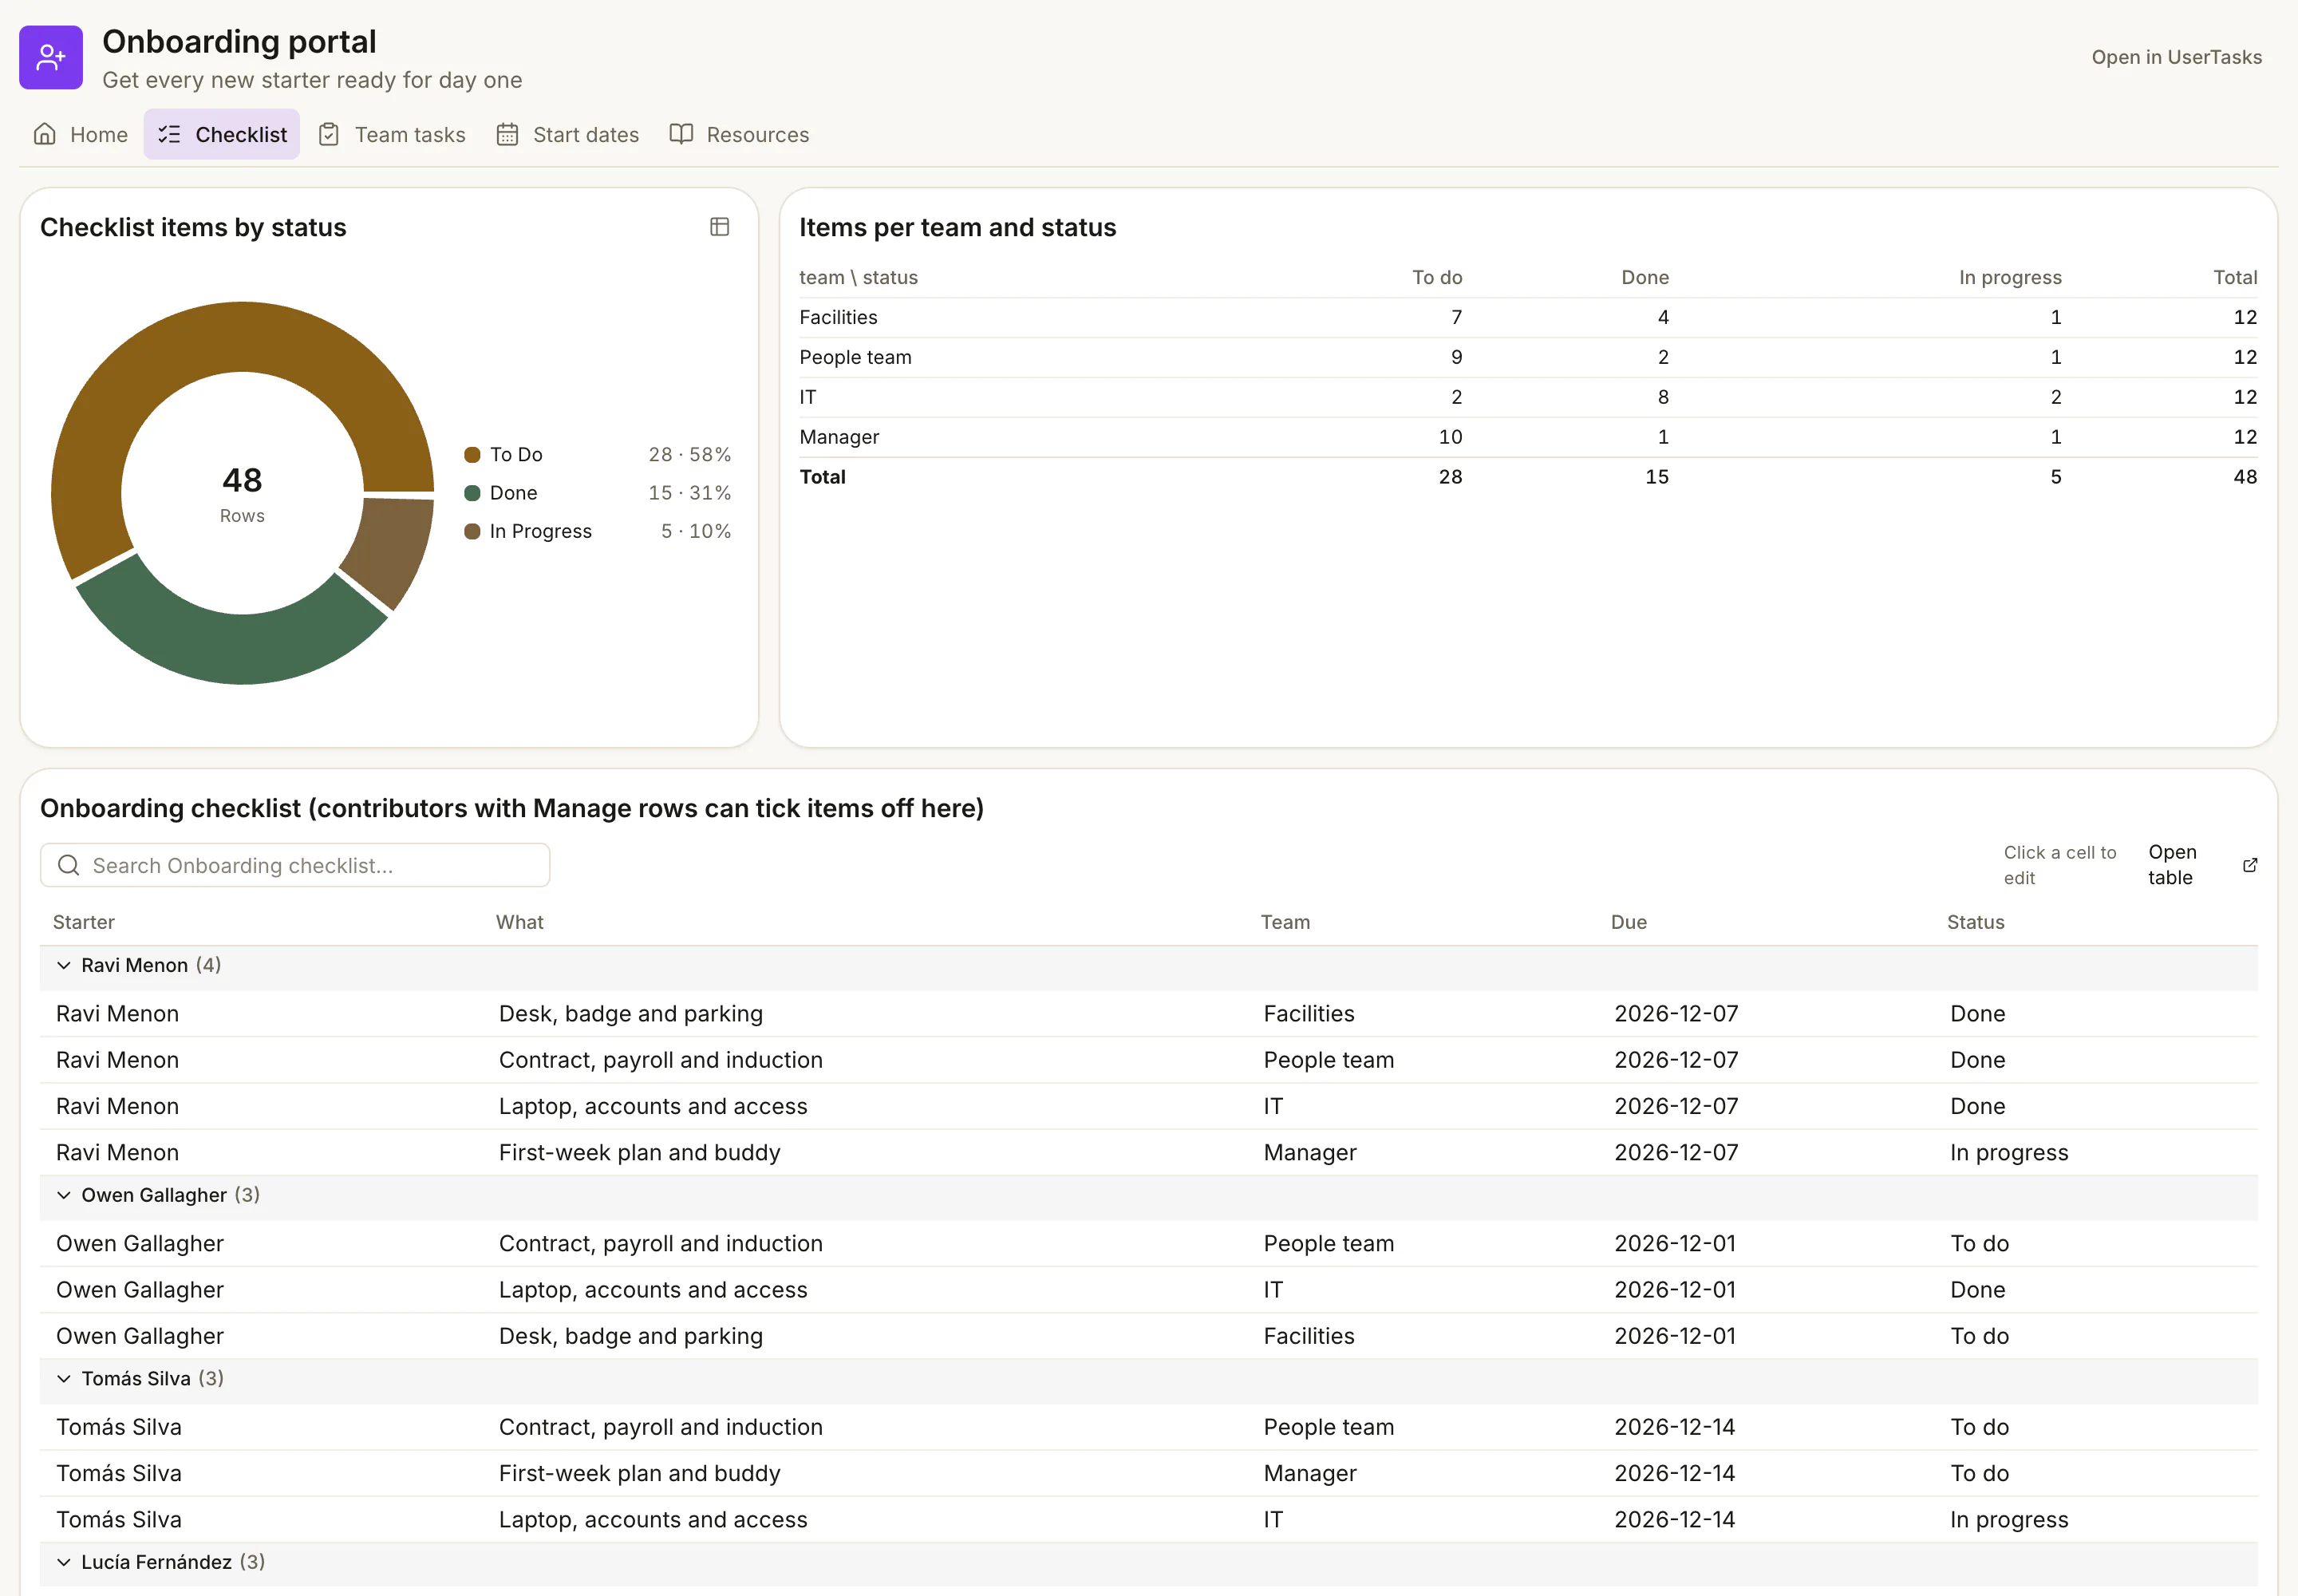 Onboarding portal
Get every new starter ready for day one
Open in UserTasks
Home Checklist Team tasks Start dates Resources
Checklist items by status
48
Rows
To Do 28 · 58%
Done 15 · 31%
In Progress 5 · 10%
Items per team and status
team \ status To do Done In progress Total
Facilities 7 4 1 12
People team 9 2 1 12
IT 2 8 2 12
Manager 10 1 1 12
Total 28 15 5 48
Onboarding checklist (contributors with Manage rows can tick items off here)
Search Onboarding checklist...
Click a cell to
edit
Open
table
Starter What Team Due Status
Ravi Menon (4)
Ravi Menon Desk, badge and parking Facilities 2026-12-07 Done
Ravi Menon Contract, payroll and induction People team 2026-12-07 Done
Ravi Menon Laptop, accounts and access IT 2026-12-07 Done
Ravi Menon First-week plan and buddy Manager 2026-12-07 In progress
Owen Gallagher (3)
Owen Gallagher Contract, payroll and induction People team 2026-12-01 To do
Owen Gallagher Laptop, accounts and access IT 2026-12-01 Done
Owen Gallagher Desk, badge and parking Facilities 2026-12-01 To do
Tomás Silva (3)
Tomás Silva Contract, payroll and induction People team 2026-12-14 To do
Tomás Silva First-week plan and buddy Manager 2026-12-14 To do
Tomás Silva Laptop, accounts and access IT 2026-12-14 In progress
Lucía Fernández (3)